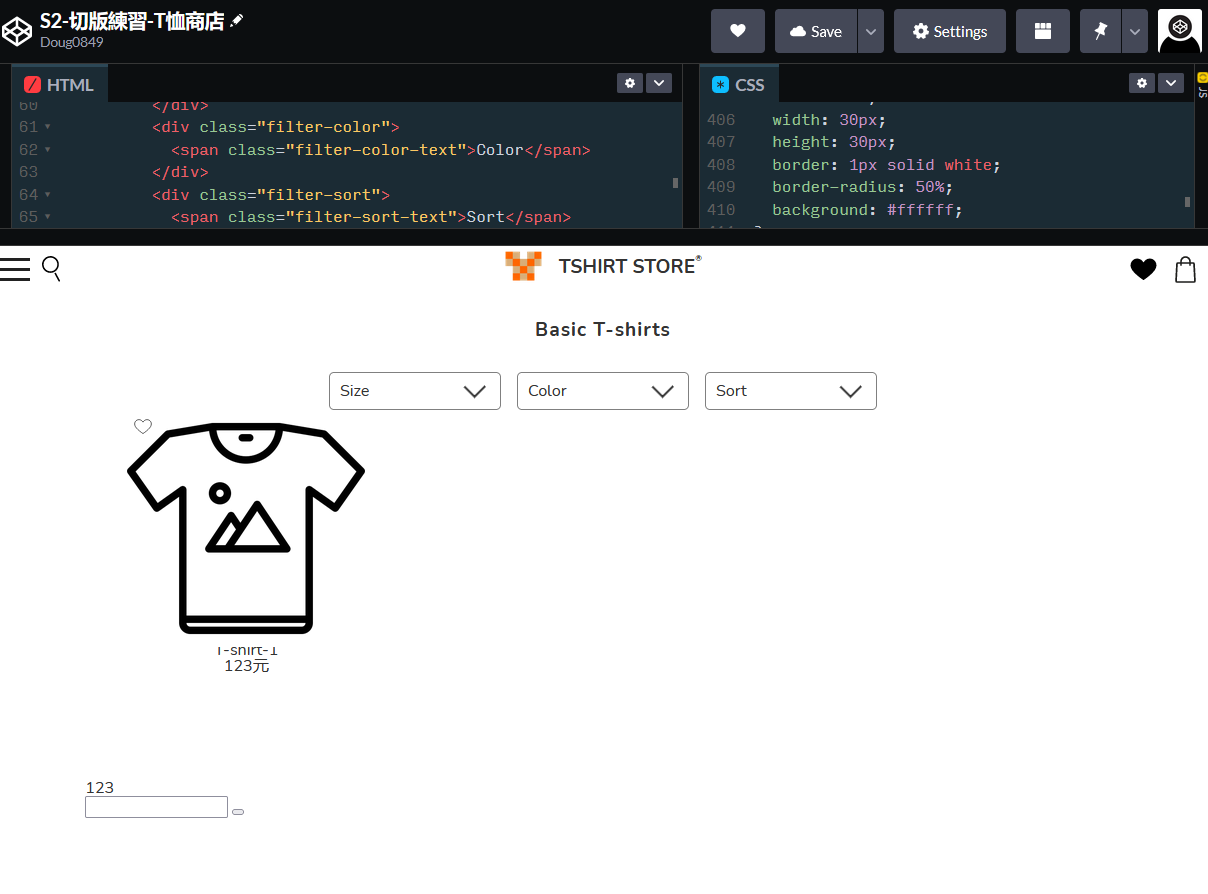 S2-切版練習-T恤商店
Doug0849
Save
Settings
HTML
CSS
JS
60 </div>
61 <div class="filter-color">
62 <span class="filter-color-text">Color</span>
63 </div>
64 <div class="filter-sort">
65 <span class="filter-sort-text">Sort</span>
406 width: 30px;
407 height: 30px;
408 border: 1px solid white;
409 border-radius: 50%;
410 background: #ffffff;
TSHIRT STORE®
Basic T-shirts
Size
Color
Sort
T-shirt-1
123元
123